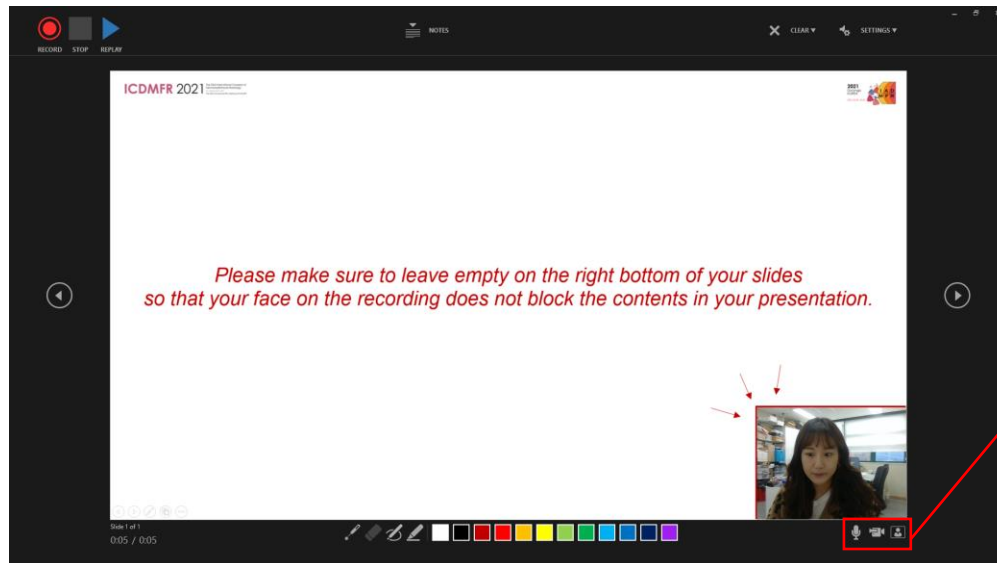 RECORD STOP REPLAY
NOTES
CLEAR
SETTINGS
ICDMFR 2021
2021
Please make sure to leave empty on the right bottom of your slides
so that your face on the recording does not block the contents in your presentation.
Slide 1 of 1
0:05 / 0:05